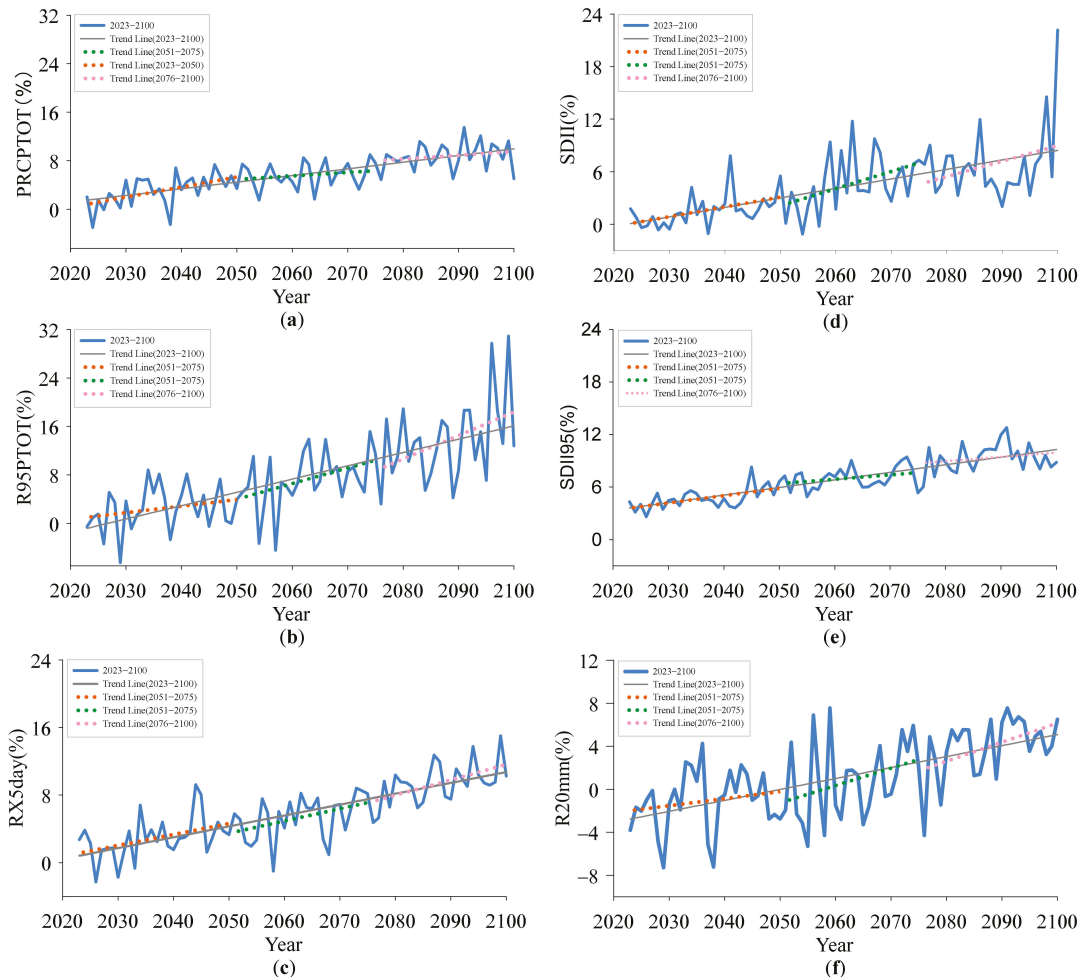 32
24
16
8
0
PRCPTOT (%)
2023−2100
Trend Line(2023−2100)
Trend Line(2051−2075)
Trend Line(2023−2050)
Trend Line(2076−2100)
2020 2030 2040 2050 2060 2070 2080 2090 2100
Year
(a)
24
18
12
6
0
SDII(%)
2023−2100
Trend Line(2023−2100)
Trend Line(2051−2075)
Trend Line(2051−2075)
Trend Line(2076−2100)
2020 2030 2040 2050 2060 2070 2080 2090 2100
Year
(d)
32
24
16
8
0
R95PTOT(%)
2023−2100
Trend Line(2023−2100)
Trend Line(2051−2075)
Trend Line(2051−2075)
Trend Line(2076−2100)
2020 2030 2040 2050 2060 2070 2080 2090 2100
Year
(b)
24
18
12
6
0
SDII95(%)
2023−2100
Trend Line(2023−2100)
Trend Line(2051−2075)
Trend Line(2051−2075)
Trend Line(2076−2100)
2020 2030 2040 2050 2060 2070 2080 2090 2100
Year
(e)
24
16
8
0
RX5day(%)
2023−2100
Trend Line(2023−2100)
Trend Line(2051−2075)
Trend Line(2051−2075)
Trend Line(2076−2100)
2020 2030 2040 2050 2060 2070 2080 2090 2100
Year
(c)
12
8
4
0
−4
−8
R20mm(%)
2023−2100
Trend Line(2023−2100)
Trend Line(2051−2075)
Trend Line(2051−2075)
Trend Line(2076−2100)
2020 2030 2040 2050 2060 2070 2080 2090 2100
Year
(f)